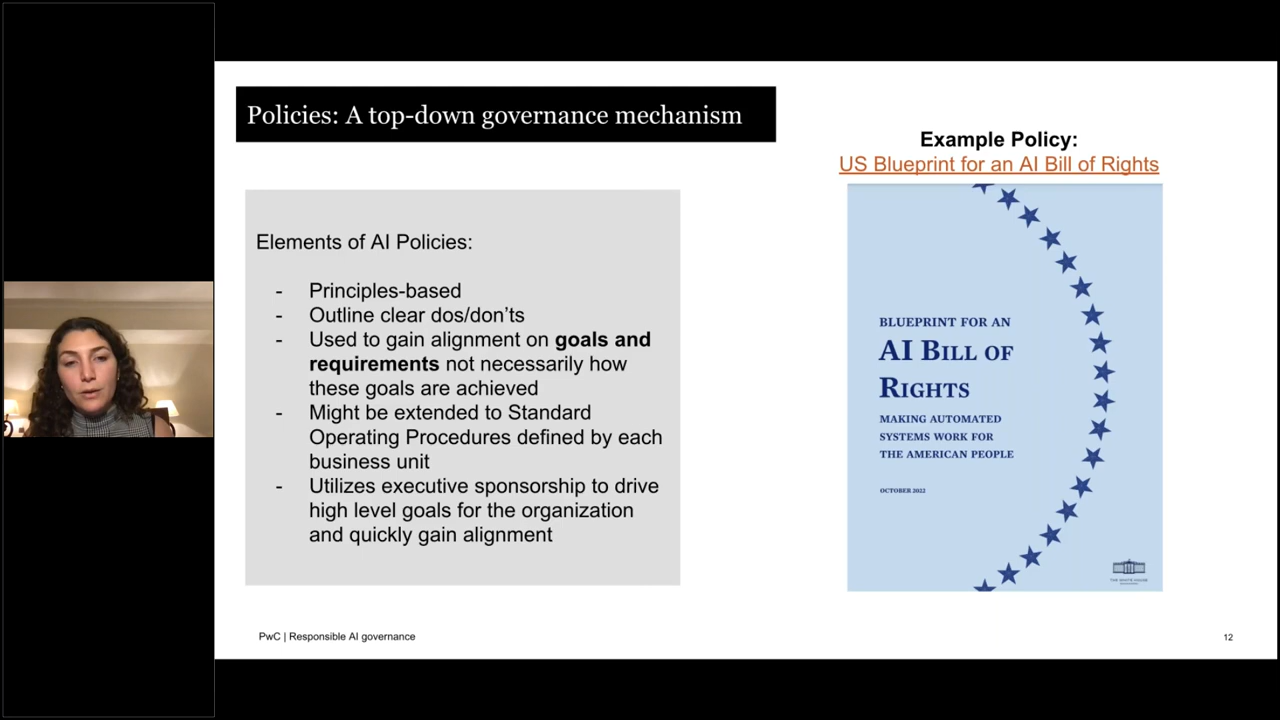 Policies: A top-down governance mechanism
Elements of AI Policies:
- Principles-based
- Outline clear dos/don'ts
- Used to gain alignment on goals and
requirements not necessarily how
these goals are achieved
- Might be extended to Standard
Operating Procedures defined by each
business unit
- Utilizes executive sponsorship to drive
high level goals for the organization
and quickly gain alignment
Example Policy:
US Blueprint for an AI Bill of Rights
BLUEPRINT FOR AN
AI BILL OF
RIGHTS
MAKING AUTOMATED
SYSTEMS WORK FOR
THE AMERICAN PEOPLE
OCTOBER 2022
THE WHITE HOUSE
PwC | Responsible AI governance
12